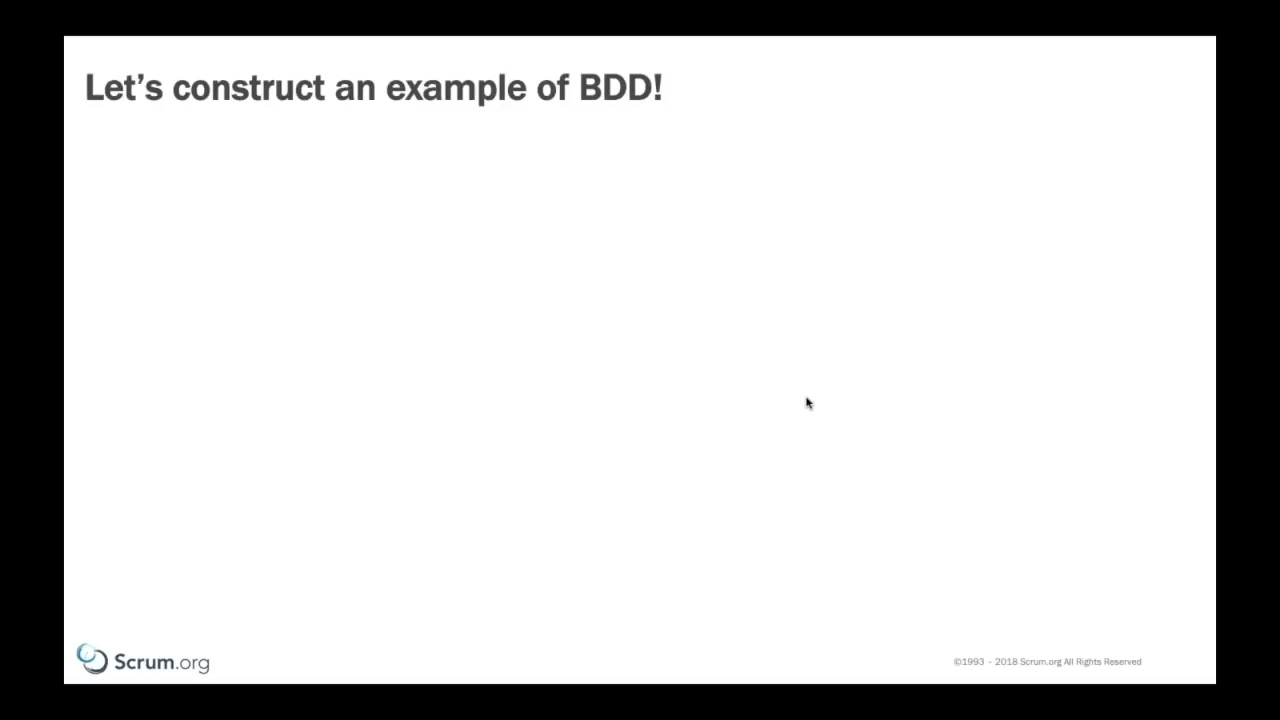 Let’s construct an example of BDD!
Scrum.org
©1993 – 2018 Scrum.org All Rights Reserved